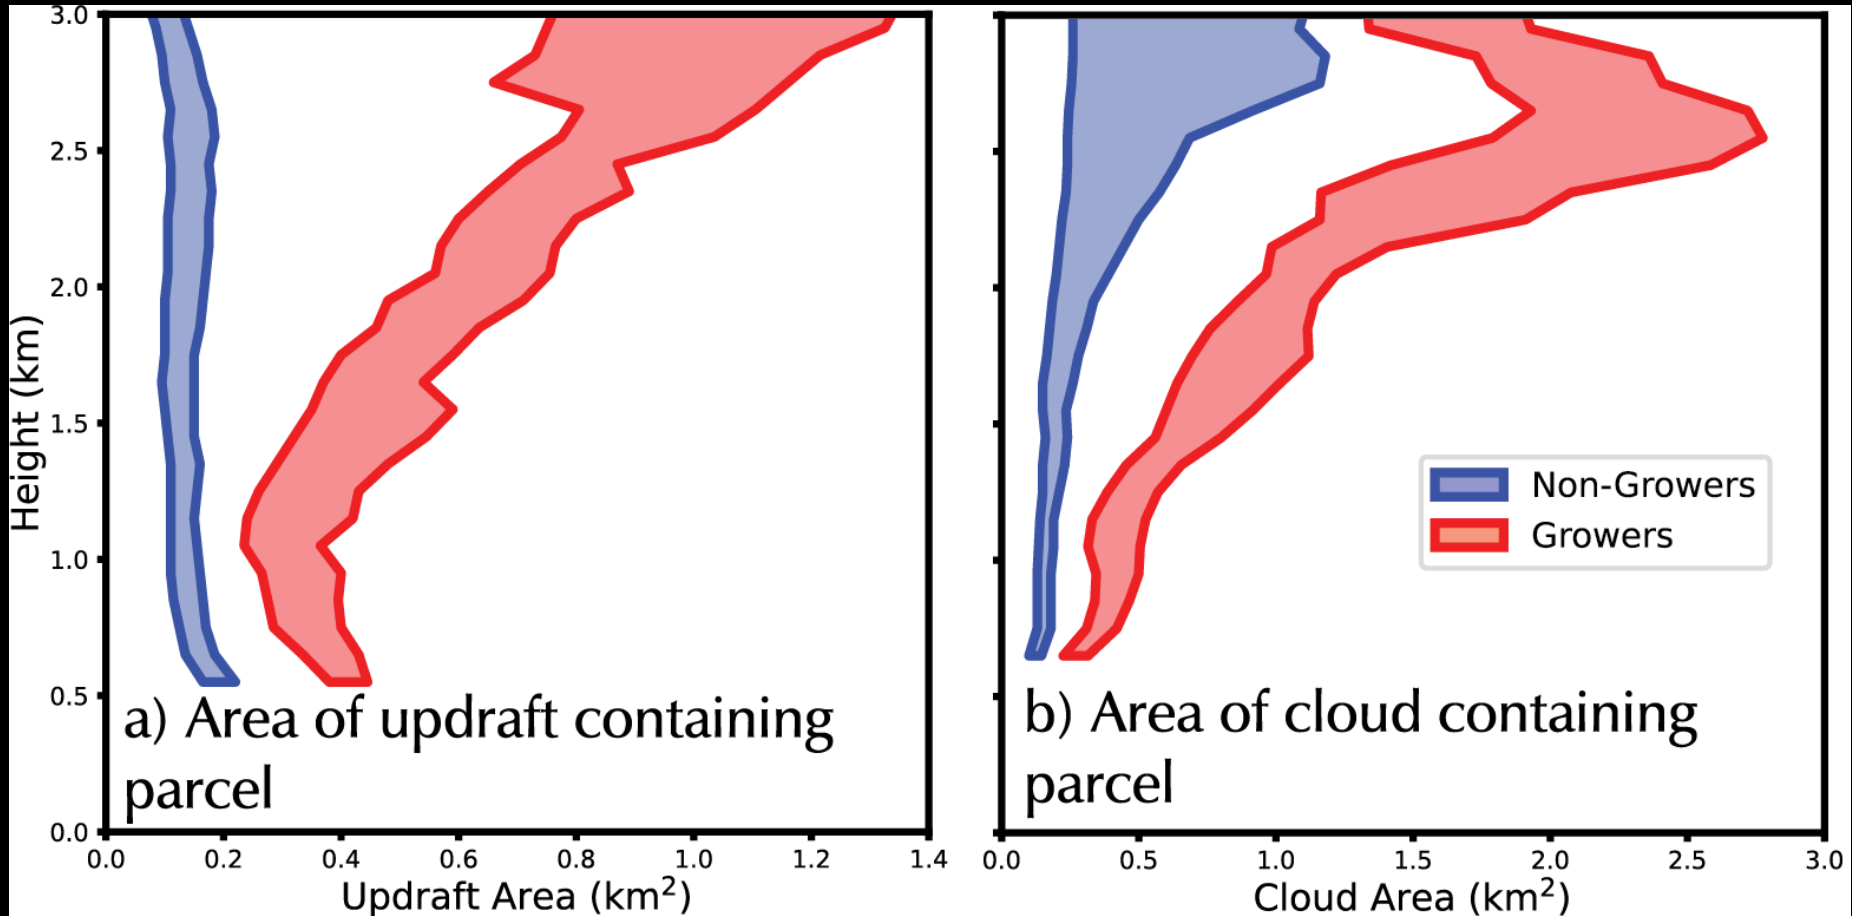 3.0
2.5
2.0
1.5
1.0
0.5
0.0
Height (km)
a) Area of updraft containing
parcel
0.0 0.2 0.4 0.6 0.8 1.0 1.2 1.4
Updraft Area (km²)
Non-Growers
Growers
b) Area of cloud containing
parcel
0.0 0.5 1.0 1.5 2.0 2.5 3.0
Cloud Area (km²)